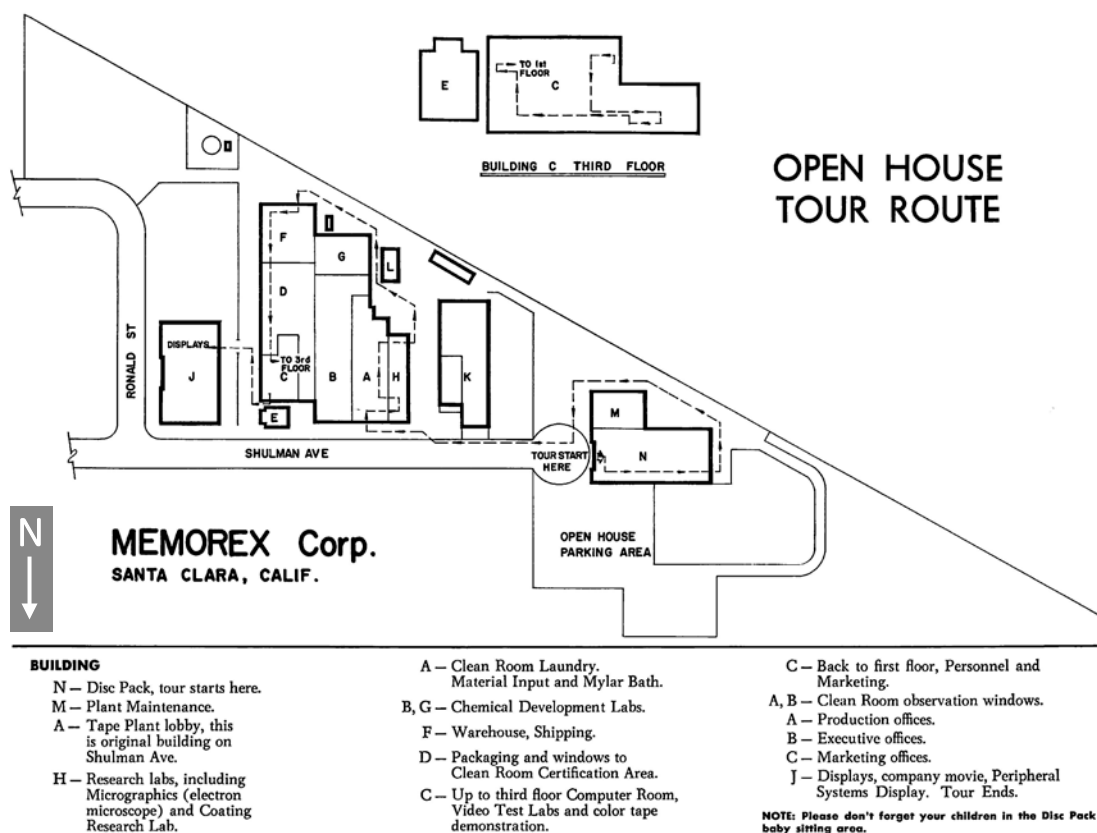 E
TO 1st
FLOOR
C
BUILDING C THIRD FLOOR
OPEN HOUSE
TOUR ROUTE
F
G
L
D
RONALD ST
DISPLAYS
J
TO 3rd
FLOOR
C
B
A
H
K
E
M
SHULMAN AVE
TOUR START
HERE
N
N
MEMOREX Corp.
SANTA CLARA, CALIF.
OPEN HOUSE
PARKING AREA
BUILDING
N — Disc Pack, tour starts here.
M — Plant Maintenance.
A — Tape Plant lobby, this
is original building on
Shulman Ave.
H — Research labs, including
Micrographics (electron
microscope) and Coating
Research Lab.
A — Clean Room Laundry.
Material Input and Mylar Bath.
B, G — Chemical Development Labs.
F — Warehouse, Shipping.
D — Packaging and windows to
Clean Room Certification Area.
C — Up to third floor Computer Room,
Video Test Labs and color tape
demonstration.
C — Back to first floor, Personnel and
Marketing.
A, B — Clean Room observation windows.
A — Production offices.
B — Executive offices.
C — Marketing offices.
J — Displays, company movie, Peripheral
Systems Display. Tour Ends.
NOTE: Please don't forget your children in the Disc Pack
baby sitting area.